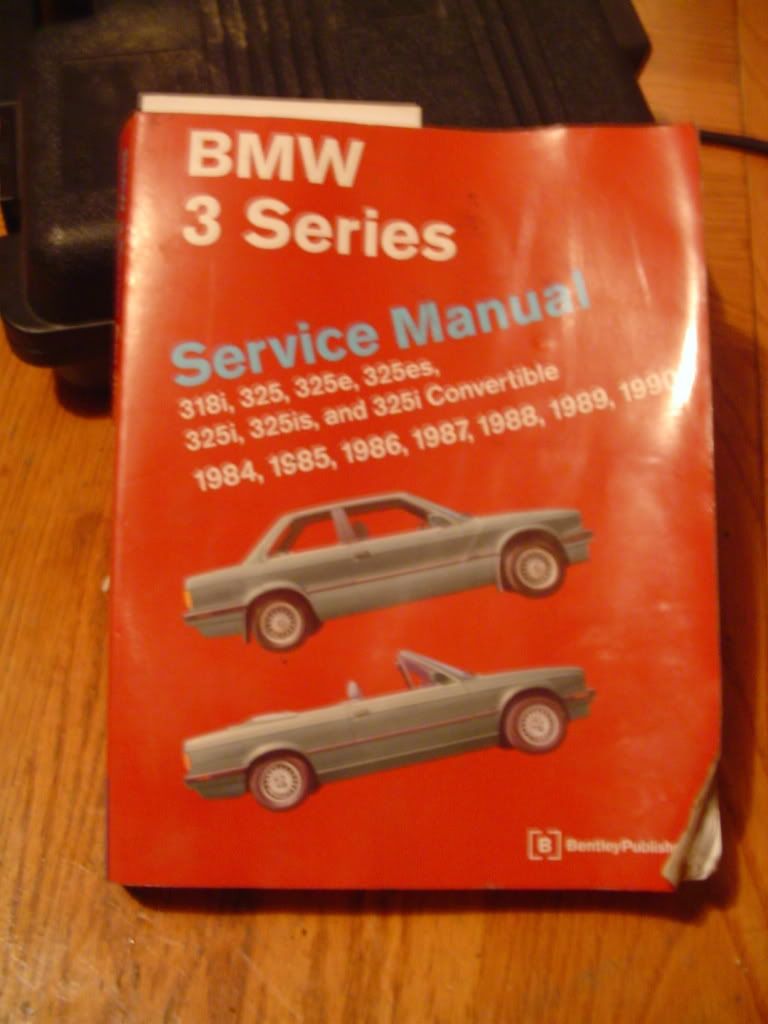 BMW
3 Series
Service Manual
318i, 325, 325e, 325es,
325i, 325is, and 325i Convertible
1984, 1985, 1986, 1987, 1988, 1989, 1990
[B] BentleyPublish